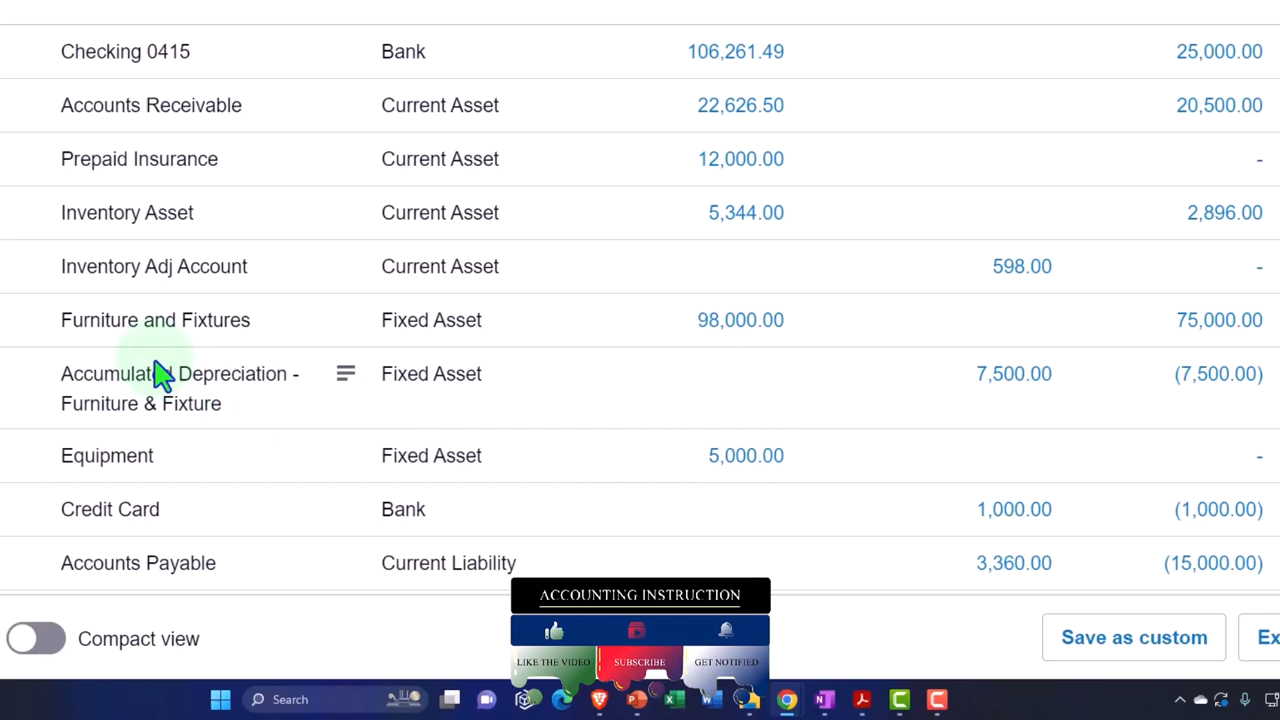 Checking 0415 Bank 106,261.49 25,000.00
Accounts Receivable Current Asset 22,626.50 20,500.00
Prepaid Insurance Current Asset 12,000.00 -
Inventory Asset Current Asset 5,344.00 2,896.00
Inventory Adj Account Current Asset 598.00 -
Furniture and Fixtures Fixed Asset 98,000.00 75,000.00
Accumulated Depreciation - Fixed Asset 7,500.00 (7,500.00)
Furniture & Fixture
Equipment Fixed Asset 5,000.00 -
Credit Card Bank 1,000.00 (1,000.00)
Accounts Payable Current Liability 3,360.00 (15,000.00)
ACCOUNTING INSTRUCTION
Compact view Save as custom Ex
LIKE THE VIDEO SUBSCRIBE GET NOTIFIED
Search